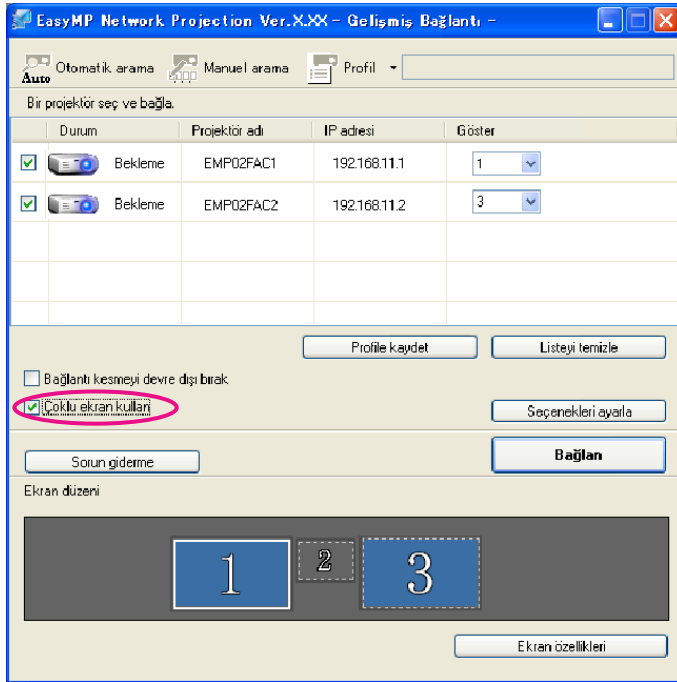 EasyMP Network Projection Ver.X.XX - Gelişmiş Bağlantı -
Auto Otomatik arama Manuel arama Profil
Bir projektör seç ve bağla.
Durum Projektör adı IP adresi Göster
Bekleme EMP02FAC1 192.168.11.1 1
Bekleme EMP02FAC2 192.168.11.2 3
Profile kaydet Listeyi temizle
Bağlantı kesmeyi devre dışı bırak
Çoklu ekran kullan Seçenekleri ayarla
Sorun giderme Bağlan
Ekran düzeni
1 2 3
Ekran özellikleri